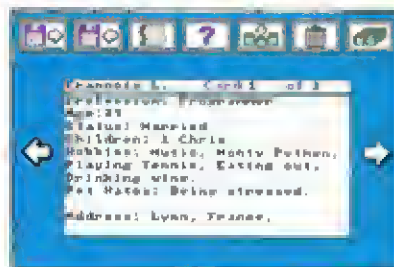 Francois L. Card 1 of 3
Profession: Programmer
Age:
Status: Married
Children: 1 Chris
Hobbies: Music, Monty Python,
Playing Tennis, Eating out,
Drinking wine.
Pet Hates: Being stressed.
Address: Lyon, France.